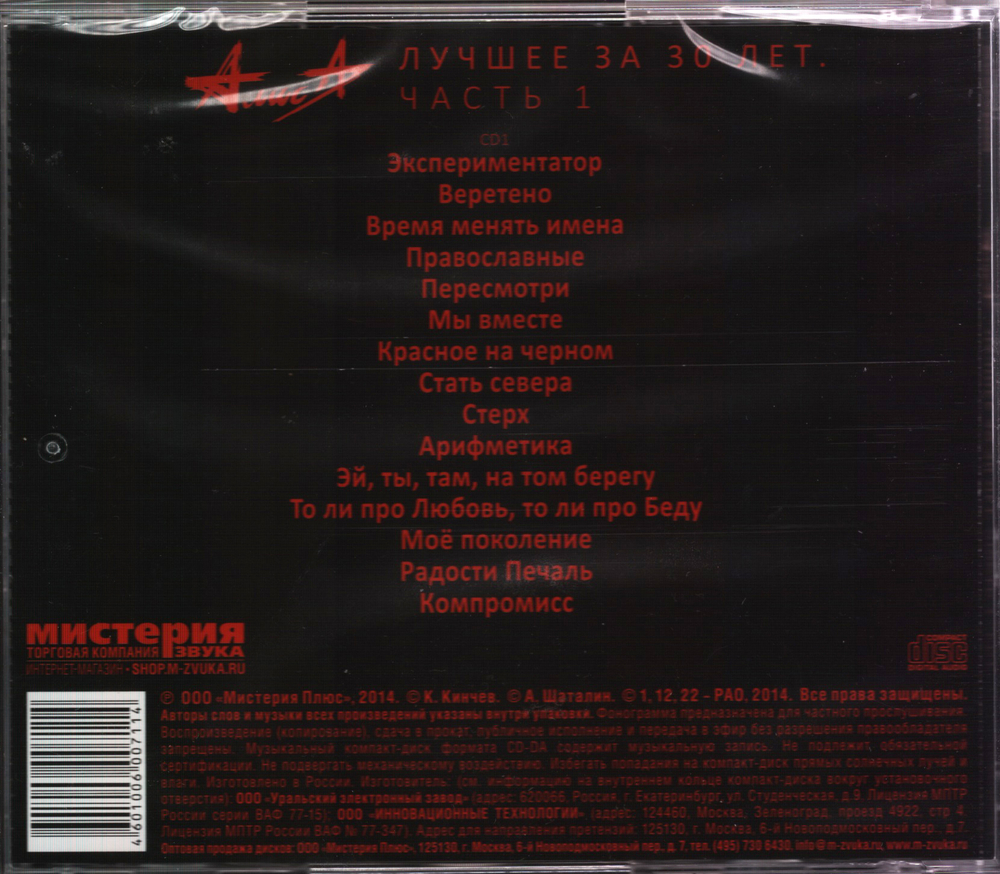 АлисА
ЛУЧШЕЕ ЗА 30 ЛЕТ.
ЧАСТЬ 1
CD1
Экспериментатор
Веретено
Время менять имена
Православные
Пересмотри
Мы вместе
Красное на черном
Стать севера
Стерх
Арифметика
Эй, ты, там, на том берегу
То ли про Любовь, то ли про Беду
Моё поколение
Радости Печаль
Компромисс
мистерия
ТОРГОВАЯ КОМПАНИЯ ЗВУКА
ИНТЕРНЕТ-МАГАЗИН - SHOP.M-ZVUKA.RU
COMPACT
disc
DIGITAL AUDIO
4601006007114
℗ ООО «Мистерия Плюс», 2014. © К. Кинчев. © А. Шаталин. © 1, 12, 22 – РАО, 2014. Все права защищены.
Авторы слов и музыки всех произведений указаны внутри упаковки. Фонограмма предназначена для частного прослушивания.
Воспроизведение (копирование), сдача в прокат, публичное исполнение и передача в эфир без разрешения правообладателя
запрещены. Музыкальный компакт-диск формата CD-DA содержит музыкальную запись. Не подлежит обязательной
сертификации. Не подвергать механическому воздействию. Избегать попадания на компакт-диск прямых солнечных лучей и
влаги. Изготовлено в России. Изготовитель: (см. информацию на внутреннем кольце компакт-диска вокруг установочного
отверстия): ООО «Уральский электронный завод» (адрес: 620066, Россия, г. Екатеринбург, ул. Студенческая, д.9. Лицензия МПТР
России серии ВАФ 77-15); ООО «ИННОВАЦИОННЫЕ ТЕХНОЛОГИИ» (адрес: 124460, Москва, Зеленоград, проезд 4922, стр 4.
Лицензия МПТР России ВАФ № 77-347). Адрес для направления претензий: 125130, г. Москва, 6-й Новоподмосковный пер., д.7.
Оптовая продажа дисков: ООО «Мистерия Плюс», 125130, г. Москва, 6-й Новоподмосковный пер., д.7, тел. (495) 730 6430, info@m-zvuka.ru, www.m-zvuka.ru